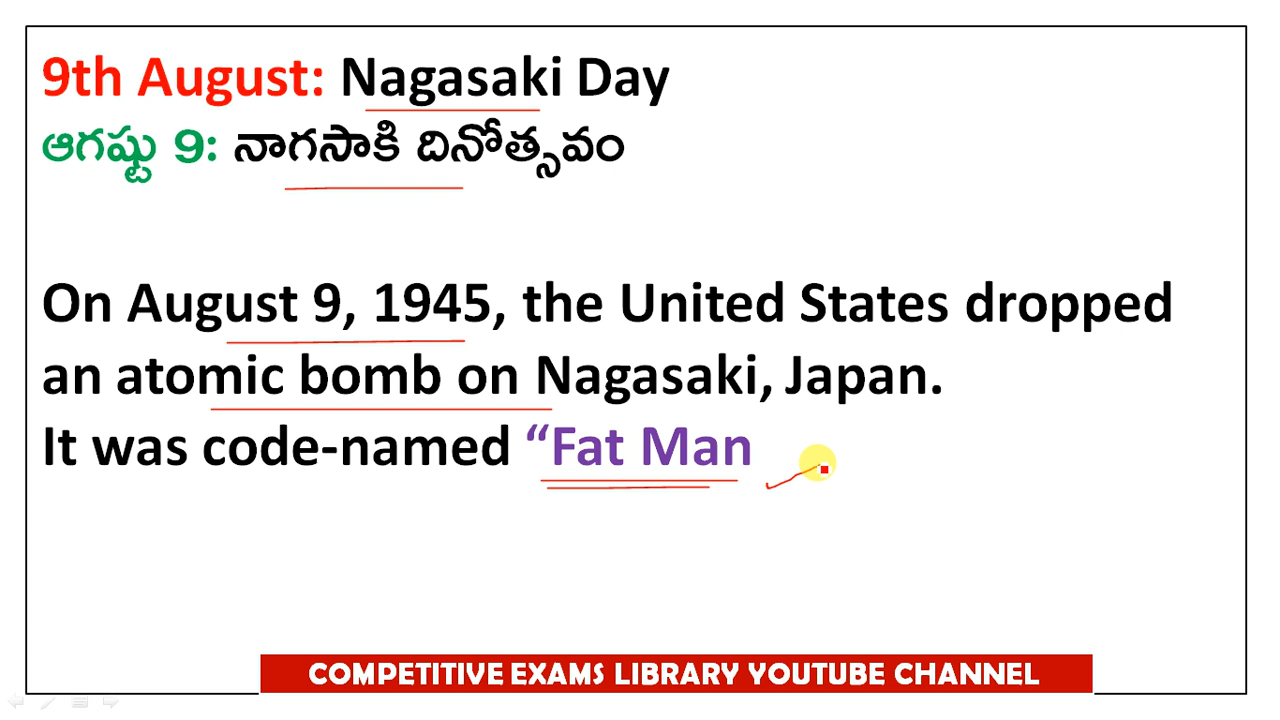 9th August: Nagasaki Day
ఆగష్టు 9: నాగసాకి దినోత్సవం
On August 9, 1945, the United States dropped
an atomic bomb on Nagasaki, Japan.
It was code-named “Fat Man
COMPETITIVE EXAMS LIBRARY YOUTUBE CHANNEL